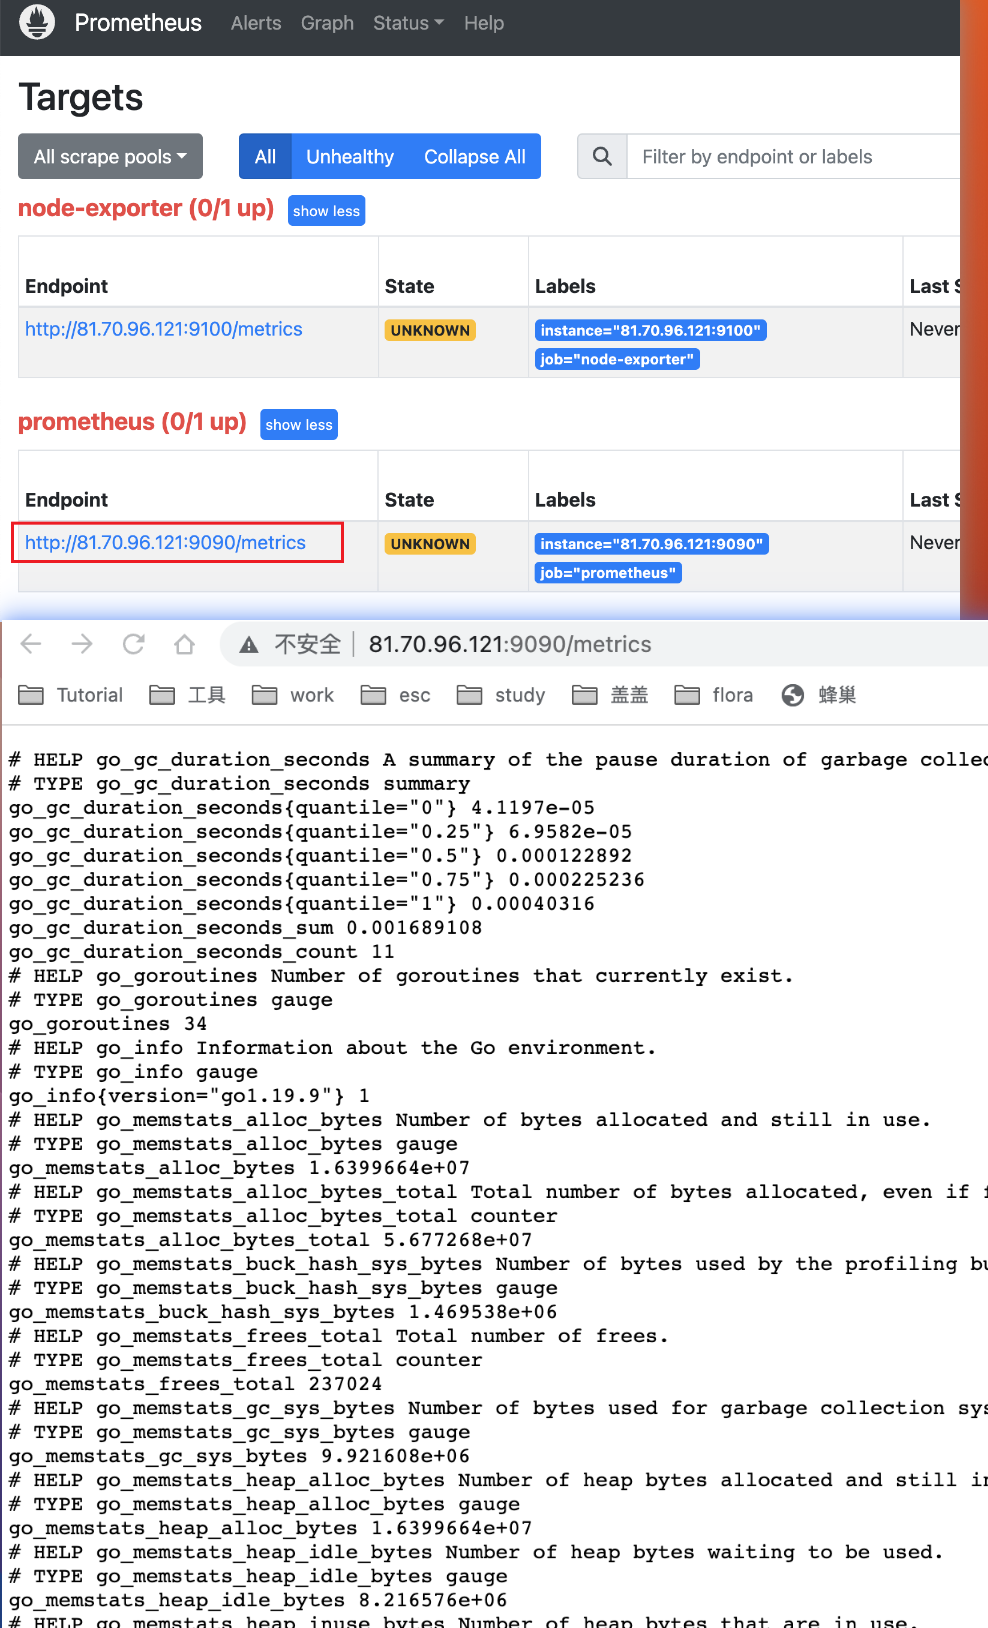 Prometheus Alerts Graph Status Help
Targets
All scrape pools All Unhealthy Collapse All Filter by endpoint or labels
node-exporter (0/1 up) show less
Endpoint State Labels Last
http://81.70.96.121:9100/metrics UNKNOWN instance="81.70.96.121:9100" Never
job="node-exporter"
prometheus (0/1 up) show less
Endpoint State Labels Last
http://81.70.96.121:9090/metrics UNKNOWN instance="81.70.96.121:9090" Never
job="prometheus"
不安全 81.70.96.121:9090/metrics
Tutorial 工具 work esc study 盖盖 flora 蜂巢
# HELP go_gc_duration_seconds A summary of the pause duration of garbage
# TYPE go_gc_duration_seconds summary
go_gc_duration_seconds{quantile="0"} 4.1197e-05
go_gc_duration_seconds{quantile="0.25"} 6.9582e-05
go_gc_duration_seconds{quantile="0.5"} 0.000122892
go_gc_duration_seconds{quantile="0.75"} 0.000225236
go_gc_duration_seconds{quantile="1"} 0.00040316
go_gc_duration_seconds_sum 0.001689108
go_gc_duration_seconds_count 11
# HELP go_goroutines Number of goroutines that currently exist.
# TYPE go_goroutines gauge
go_goroutines 34
# HELP go_info Information about the Go environment.
# TYPE go_info gauge
go_info{version="go1.19.9"} 1
# HELP go_memstats_alloc_bytes Number of bytes allocated and still in use.
# TYPE go_memstats_alloc_bytes gauge
go_memstats_alloc_bytes 1.6399664e+07
# HELP go_memstats_alloc_bytes_total Total number of bytes allocated, even if
# TYPE go_memstats_alloc_bytes_total counter
go_memstats_alloc_bytes_total 5.677268e+07
# HELP go_memstats_buck_hash_sys_bytes Number of bytes used by the profiling
# TYPE go_memstats_buck_hash_sys_bytes gauge
go_memstats_buck_hash_sys_bytes 1.469538e+06
# HELP go_memstats_frees_total Total number of frees.
# TYPE go_memstats_frees_total counter
go_memstats_frees_total 237024
# HELP go_memstats_gc_sys_bytes Number of bytes used for garbage collection
# TYPE go_memstats_gc_sys_bytes gauge
go_memstats_gc_sys_bytes 9.921608e+06
# HELP go_memstats_heap_alloc_bytes Number of heap bytes allocated and still
# TYPE go_memstats_heap_alloc_bytes gauge
go_memstats_heap_alloc_bytes 1.6399664e+07
# HELP go_memstats_heap_idle_bytes Number of heap bytes waiting to be used.
# TYPE go_memstats_heap_idle_bytes gauge
go_memstats_heap_idle_bytes 8.216576e+06
# HELP go_memstats_heap_inuse_bytes Number of heap bytes that are in use.